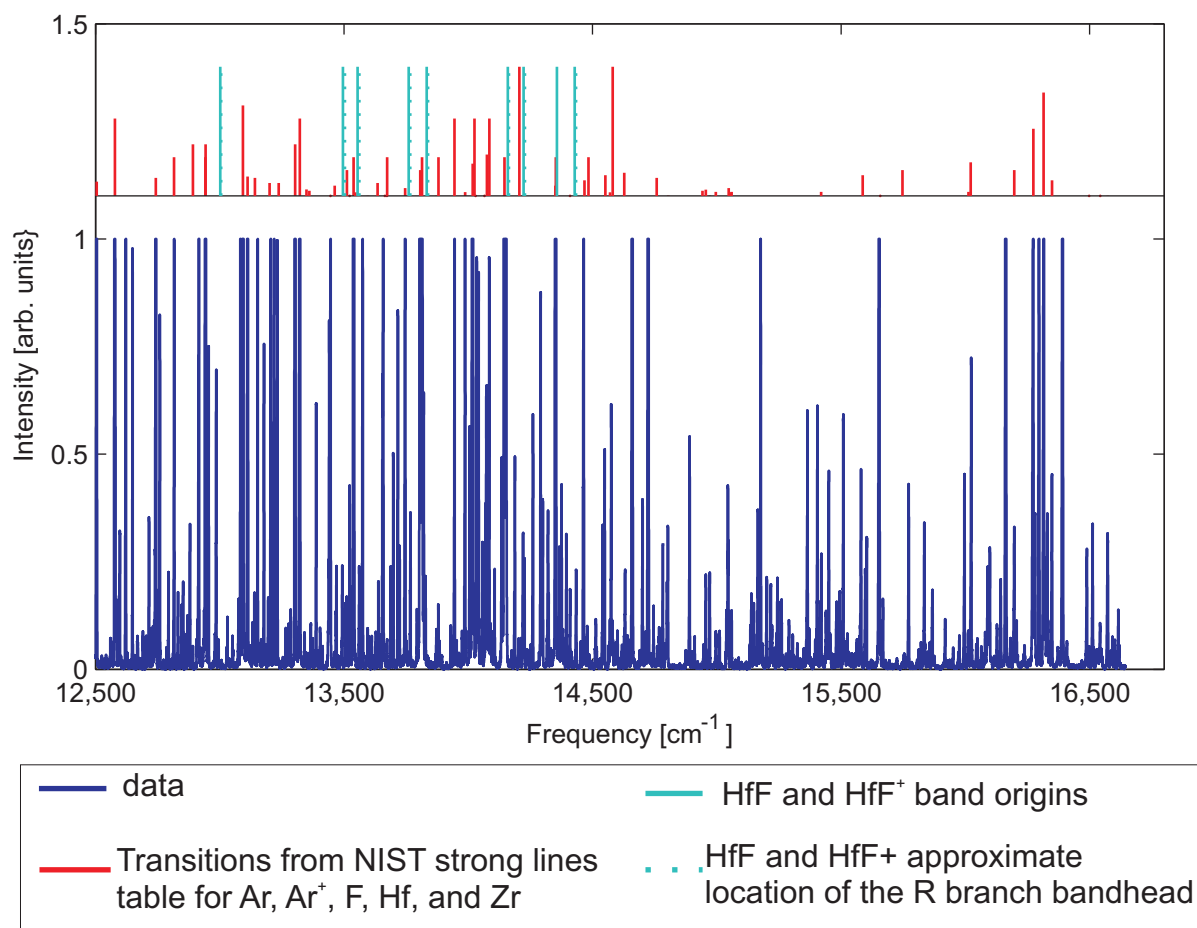 1.5
1
0.5
0
Intensity [arb. units}
12,500
13,500
14,500
15,500
16,500
Frequency [cm-1 ]
data
HfF and HfF+ band origins
Transitions from NIST strong lines
table for Ar, Ar+, F, Hf, and Zr
HfF and HfF+ approximate
location of the R branch bandhead